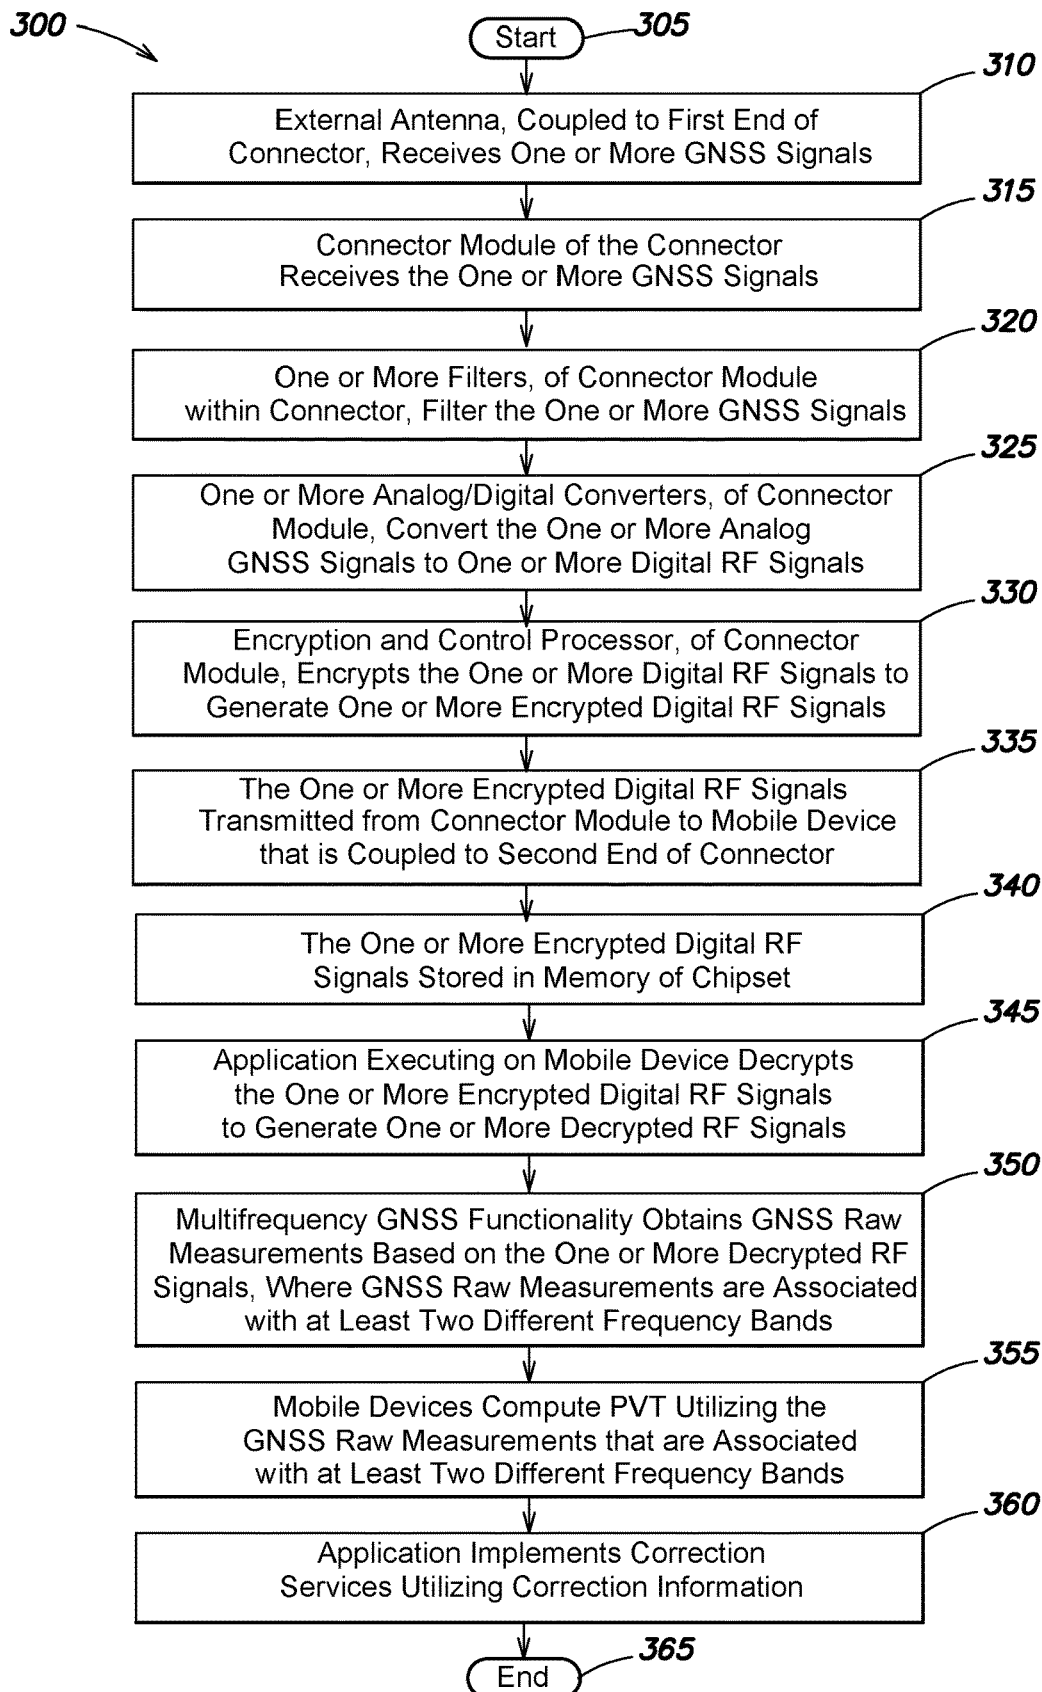 300
Start
305
310
External Antenna, Coupled to First End of
Connector, Receives One or More GNSS Signals
315
Connector Module of the Connector
Receives the One or More GNSS Signals
320
One or More Filters, of Connector Module
within Connector, Filter the One or More GNSS Signals
325
One or More Analog/Digital Converters, of Connector
Module, Convert the One or More Analog
GNSS Signals to One or More Digital RF Signals
330
Encryption and Control Processor, of Connector
Module, Encrypts the One or More Digital RF Signals to
Generate One or More Encrypted Digital RF Signals
335
The One or More Encrypted Digital RF Signals
Transmitted from Connector Module to Mobile Device
that is Coupled to Second End of Connector
340
The One or More Encrypted Digital RF
Signals Stored in Memory of Chipset
345
Application Executing on Mobile Device Decrypts
the One or More Encrypted Digital RF Signals
to Generate One or More Decrypted RF Signals
350
Multifrequency GNSS Functionality Obtains GNSS Raw
Measurements Based on the One or More Decrypted RF
Signals, Where GNSS Raw Measurements are Associated
with at Least Two Different Frequency Bands
355
Mobile Devices Compute PVT Utilizing the
GNSS Raw Measurements that are Associated
with at Least Two Different Frequency Bands
360
Application Implements Correction
Services Utilizing Correction Information
End
365